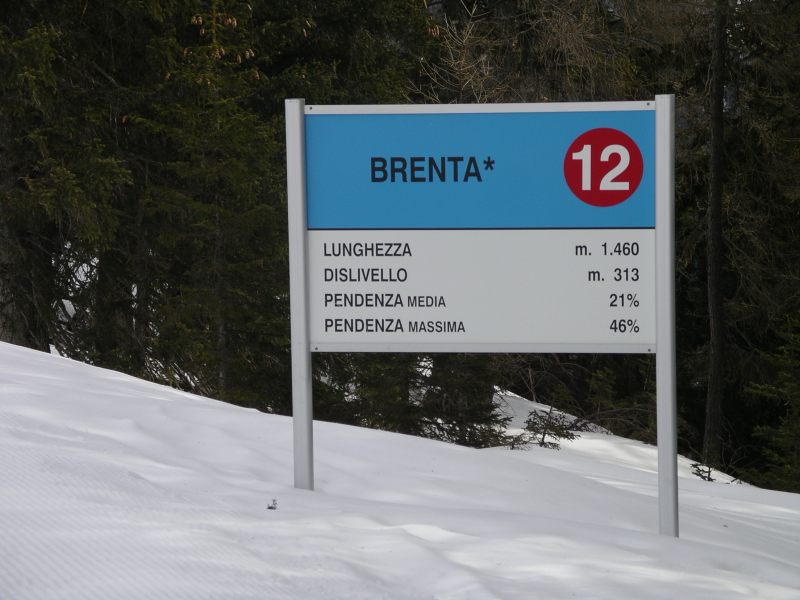 BRENTA* 12
LUNGHEZZA m. 1.460
DISLIVELLO m. 313
PENDENZA MEDIA 21%
PENDENZA MASSIMA 46%